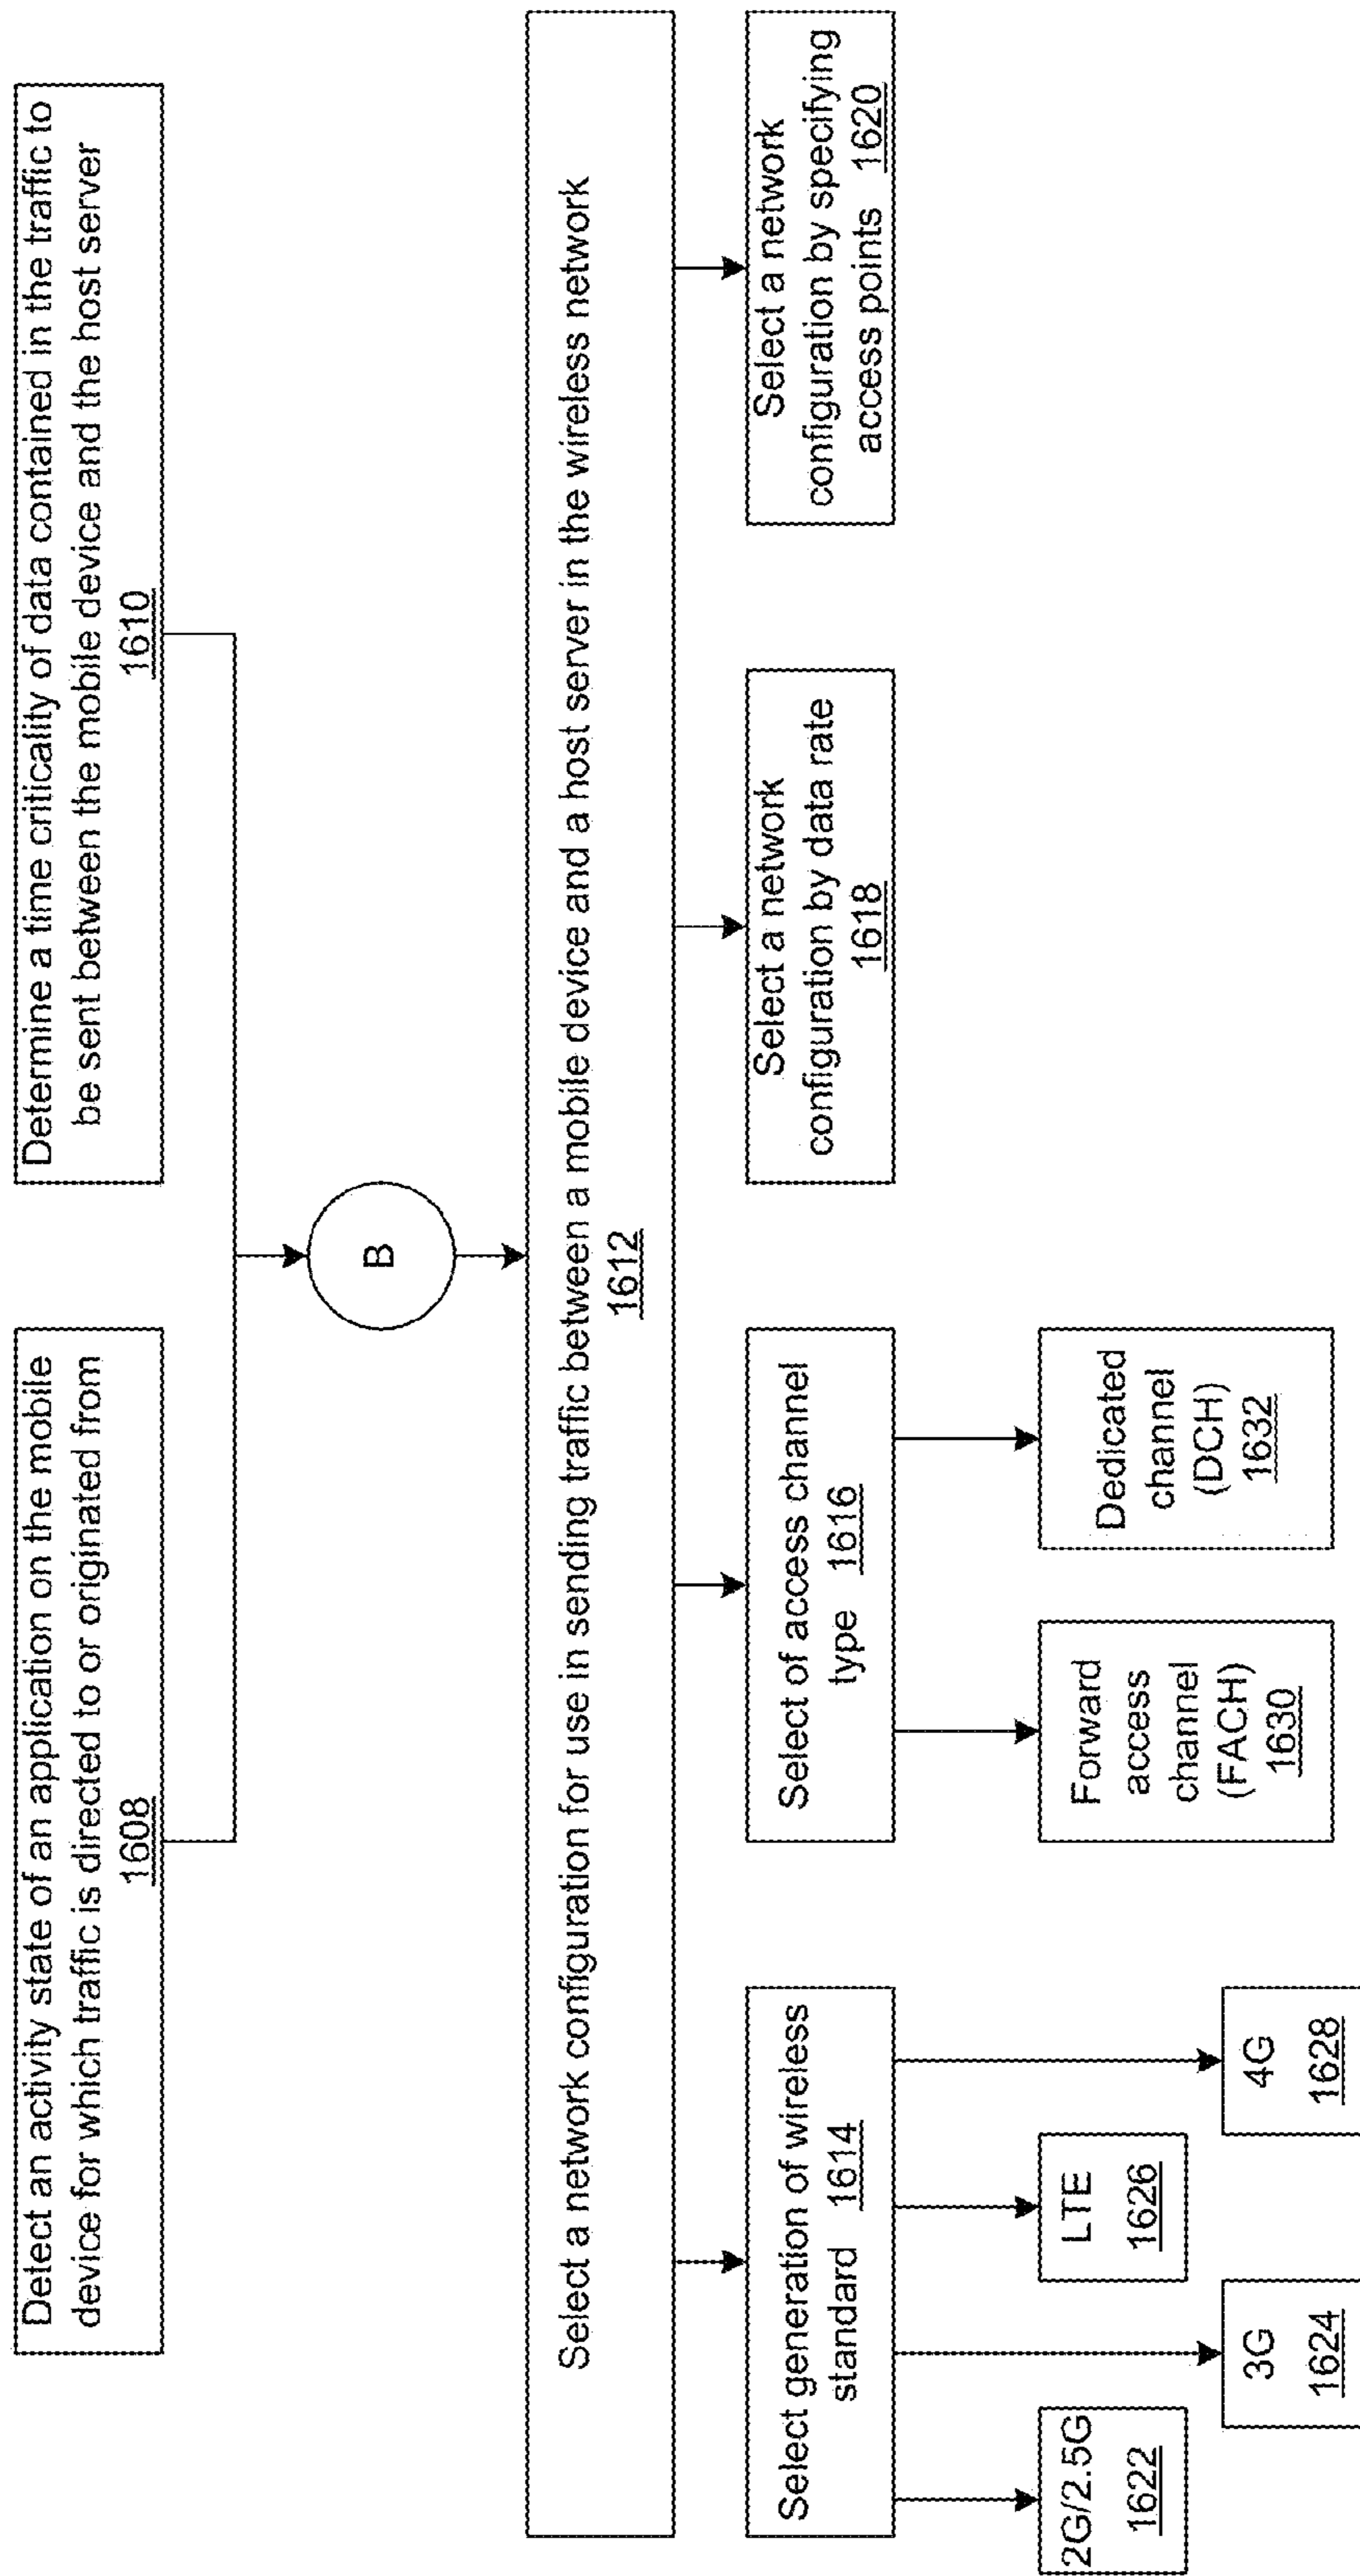 Detect an activity state of an application on the mobile
device for which traffic is directed to or originated from
1608
Determine a time criticality of data contained in the traffic to
be sent between the mobile device and the host server
1610
B
Select a network configuration for use in sending traffic between a mobile device and a host server in the wireless network
1612
Select generation of wireless
standard 1614
Select of access channel
type 1616
Select a network
configuration by data rate
1618
Select a network
configuration by specifying
access points 1620
2G/2.5G
1622
3G
1624
LTE
1626
4G
1628
Forward
access
channel
(FACH)
1630
Dedicated
channel
(DCH)
1632